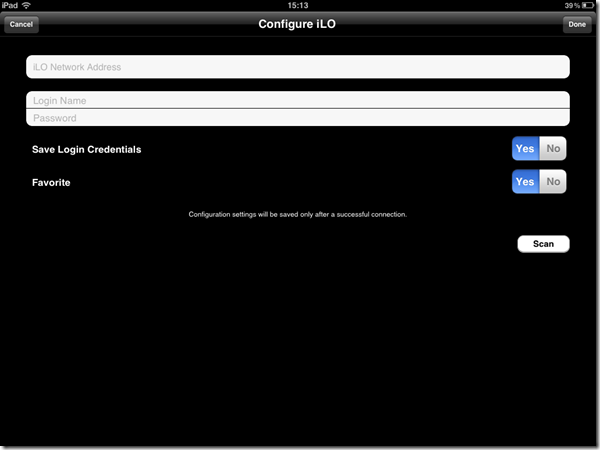 iPad 15:13 39%
Cancel Configure iLO Done
iLO Network Address
Login Name
Password
Save Login Credentials Yes No
Favorite Yes No
Configuration settings will be saved only after a successful connection.
Scan